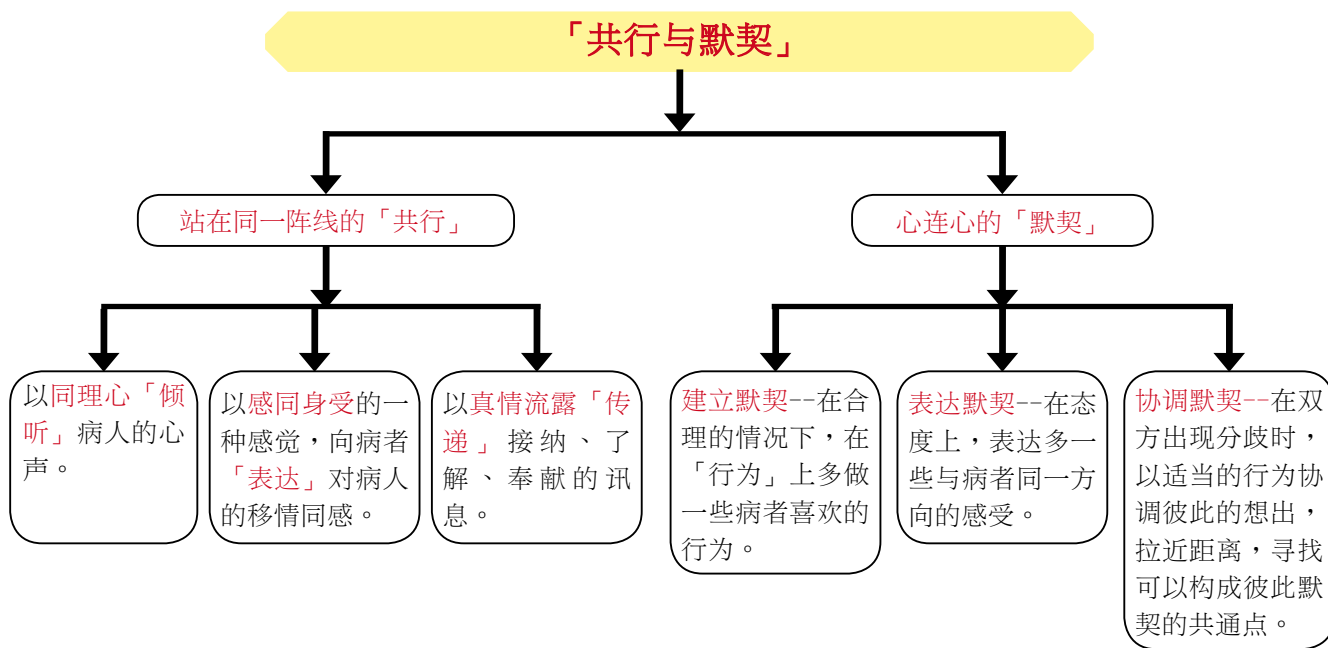 「共行与默契」
站在同一阵线的「共行」
心连心的「默契」
以同理心「倾
听」病人的心
声。
以感同身受的一
种感觉，向病者
「表达」对病人
的移情同感。
以真情流露「传
递」接纳、了
解、奉献的讯
息。
建立默契--在合
理的情况下，在
「行为」上多做
一些病者喜欢的
行为。
表达默契--在态
度上，表达多一
些与病者同一方
向的感受。
协调默契--在双
方出现分歧时，
以适当的行为协
调彼此的想出，
拉近距离，寻找
可以构成彼此默
契的共通点。